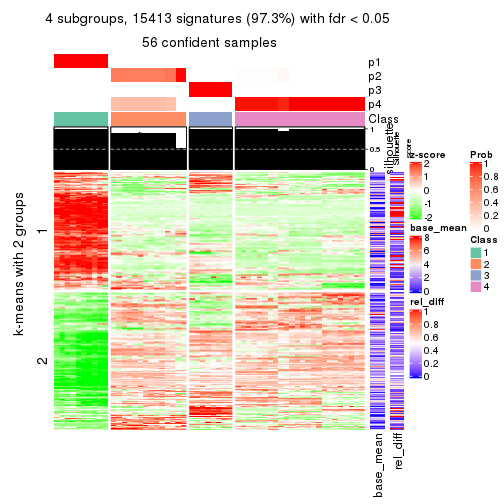 4 subgroups, 15413 signatures (97.3%) with fdr < 0.05
56 confident samples
p1
p2
p3
p4
Class
silhouette
1
0.5
0
Silhouette
score
k-means with 2 groups
1
2
base_mean
rel_diff
z-score
2
1
0
-1
-2
base_mean
8
6
4
2
0
rel_diff
1
0.8
0.6
0.4
0.2
0
Prob
1
0.8
0.6
0.4
0.2
0
Class
1
2
3
4